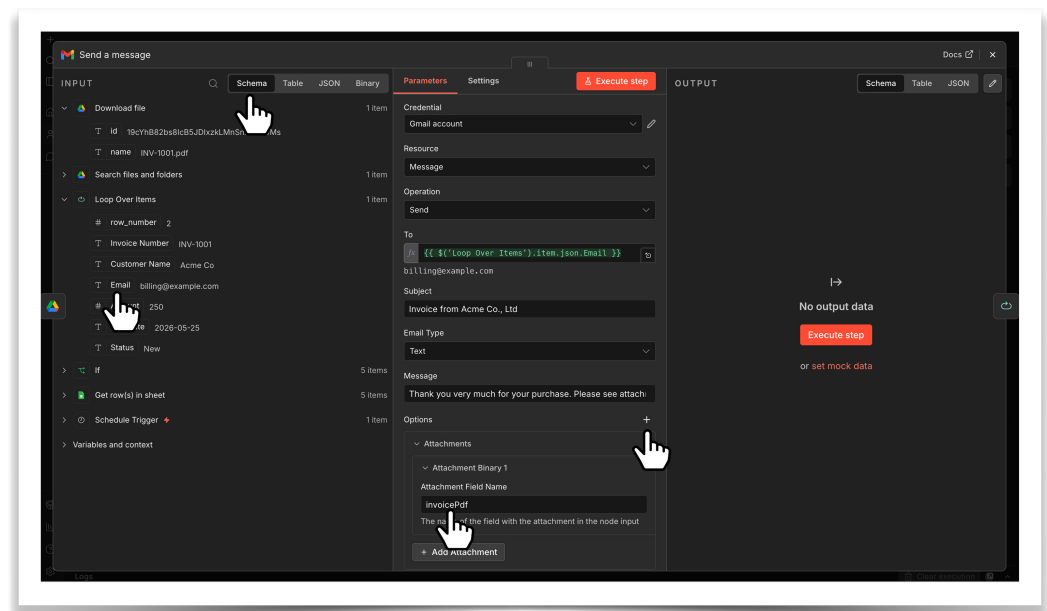 Send a message
Docs
INPUT
Schema Table JSON Binary
Download file 1 item
T id 19cYhB82bs8IcB5JDIxzkLMnSn Ms
T name INV-1001.pdf
Search files and folders 1 item
Loop Over Items 1 item
# row_number 2
T Invoice Number INV-1001
T Customer Name Acme Co
T Email billing@example.com
# 250
T 2026-05-25
T Status New
If 5 items
Get row(s) in sheet 5 items
Schedule Trigger 1 item
Variables and context
Parameters Settings Execute step
Credential
Gmail account
Resource
Message
Operation
Send
To
fx {{ $('Loop Over Items').item.json.Email }}
billing@example.com
Subject
Invoice from Acme Co., Ltd
Email Type
Text
Message
Thank you very much for your purchase. Please see attach
Options +
Attachments
Attachment Binary 1
Attachment Field Name
invoicePdf
The of the field with the attachment in the node input
+ Add Attachment
OUTPUT
Schema Table JSON
No output data
Execute step
or set mock data
Logs
Clear execution